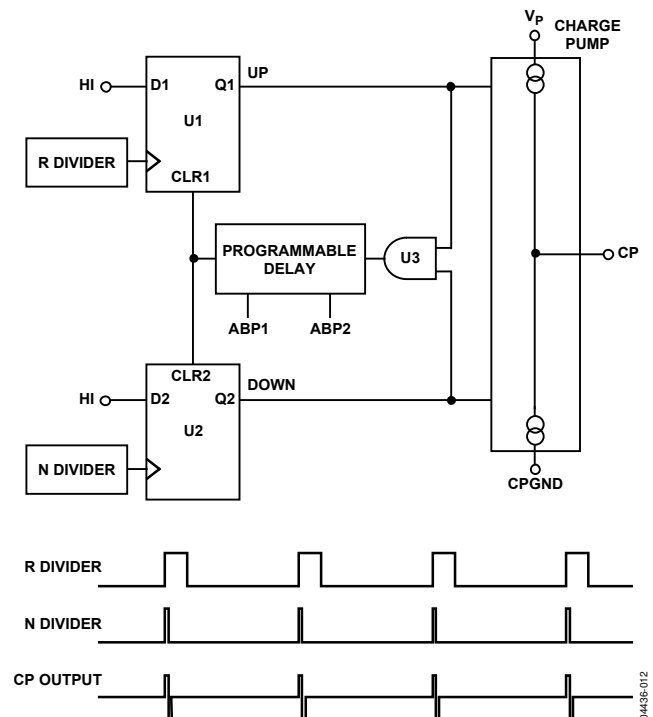 VP
CHARGE
PUMP
HI
D1
Q1
UP
U1
R DIVIDER
CLR1
PROGRAMMABLE
DELAY
U3
CP
ABP1
ABP2
CLR2
DOWN
HI
D2
Q2
U2
N DIVIDER
CPGND
R DIVIDER
N DIVIDER
CP OUTPUT
04436-012